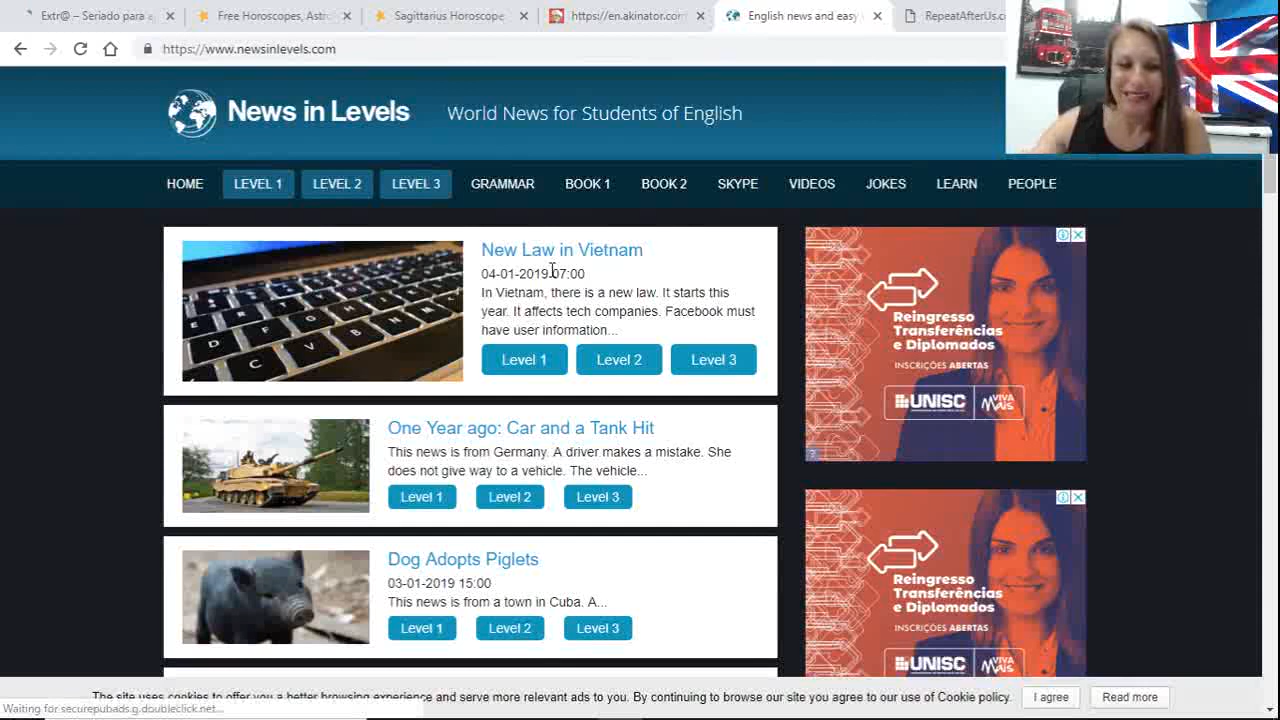 Extr@ – Seriado para a
Free Horoscopes, Astro
Sagittarius Horoscope
https://en.akinator.com
English news and easy
RepeatAfterUs.co
https://www.newsinlevels.com
News in Levels
World News for Students of English
HOME
LEVEL 1
LEVEL 2
LEVEL 3
GRAMMAR
BOOK 1
BOOK 2
SKYPE
VIDEOS
JOKES
LEARN
PEOPLE
New Law in Vietnam
04-01-2019 07:00
In Vietnam, there is a new law. It starts this
year. It affects tech companies. Facebook must
have user information...
Level 1
Level 2
Level 3
One Year ago: Car and a Tank Hit
This news is from Germany. A driver makes a mistake. She
does not give way to a vehicle. The vehicle...
Level 1
Level 2
Level 3
Dog Adopts Piglets
03-01-2019 15:00
This news is from a town in Cuba. A...
Level 1
Level 2
Level 3
Reingresso
Transferências
e Diplomados
INSCRIÇÕES ABERTAS
UNISC
VIVA
MAIS
Reingresso
Transferências
e Diplomados
INSCRIÇÕES ABERTAS
UNISC
VIVA
MAIS
The site uses cookies to offer you a better browsing experience and serve more relevant ads to you. By continuing to browse our site you agree to our use of Cookie policy.
I agree
Read more
Waiting for securepubads.g.doubleclick.net...